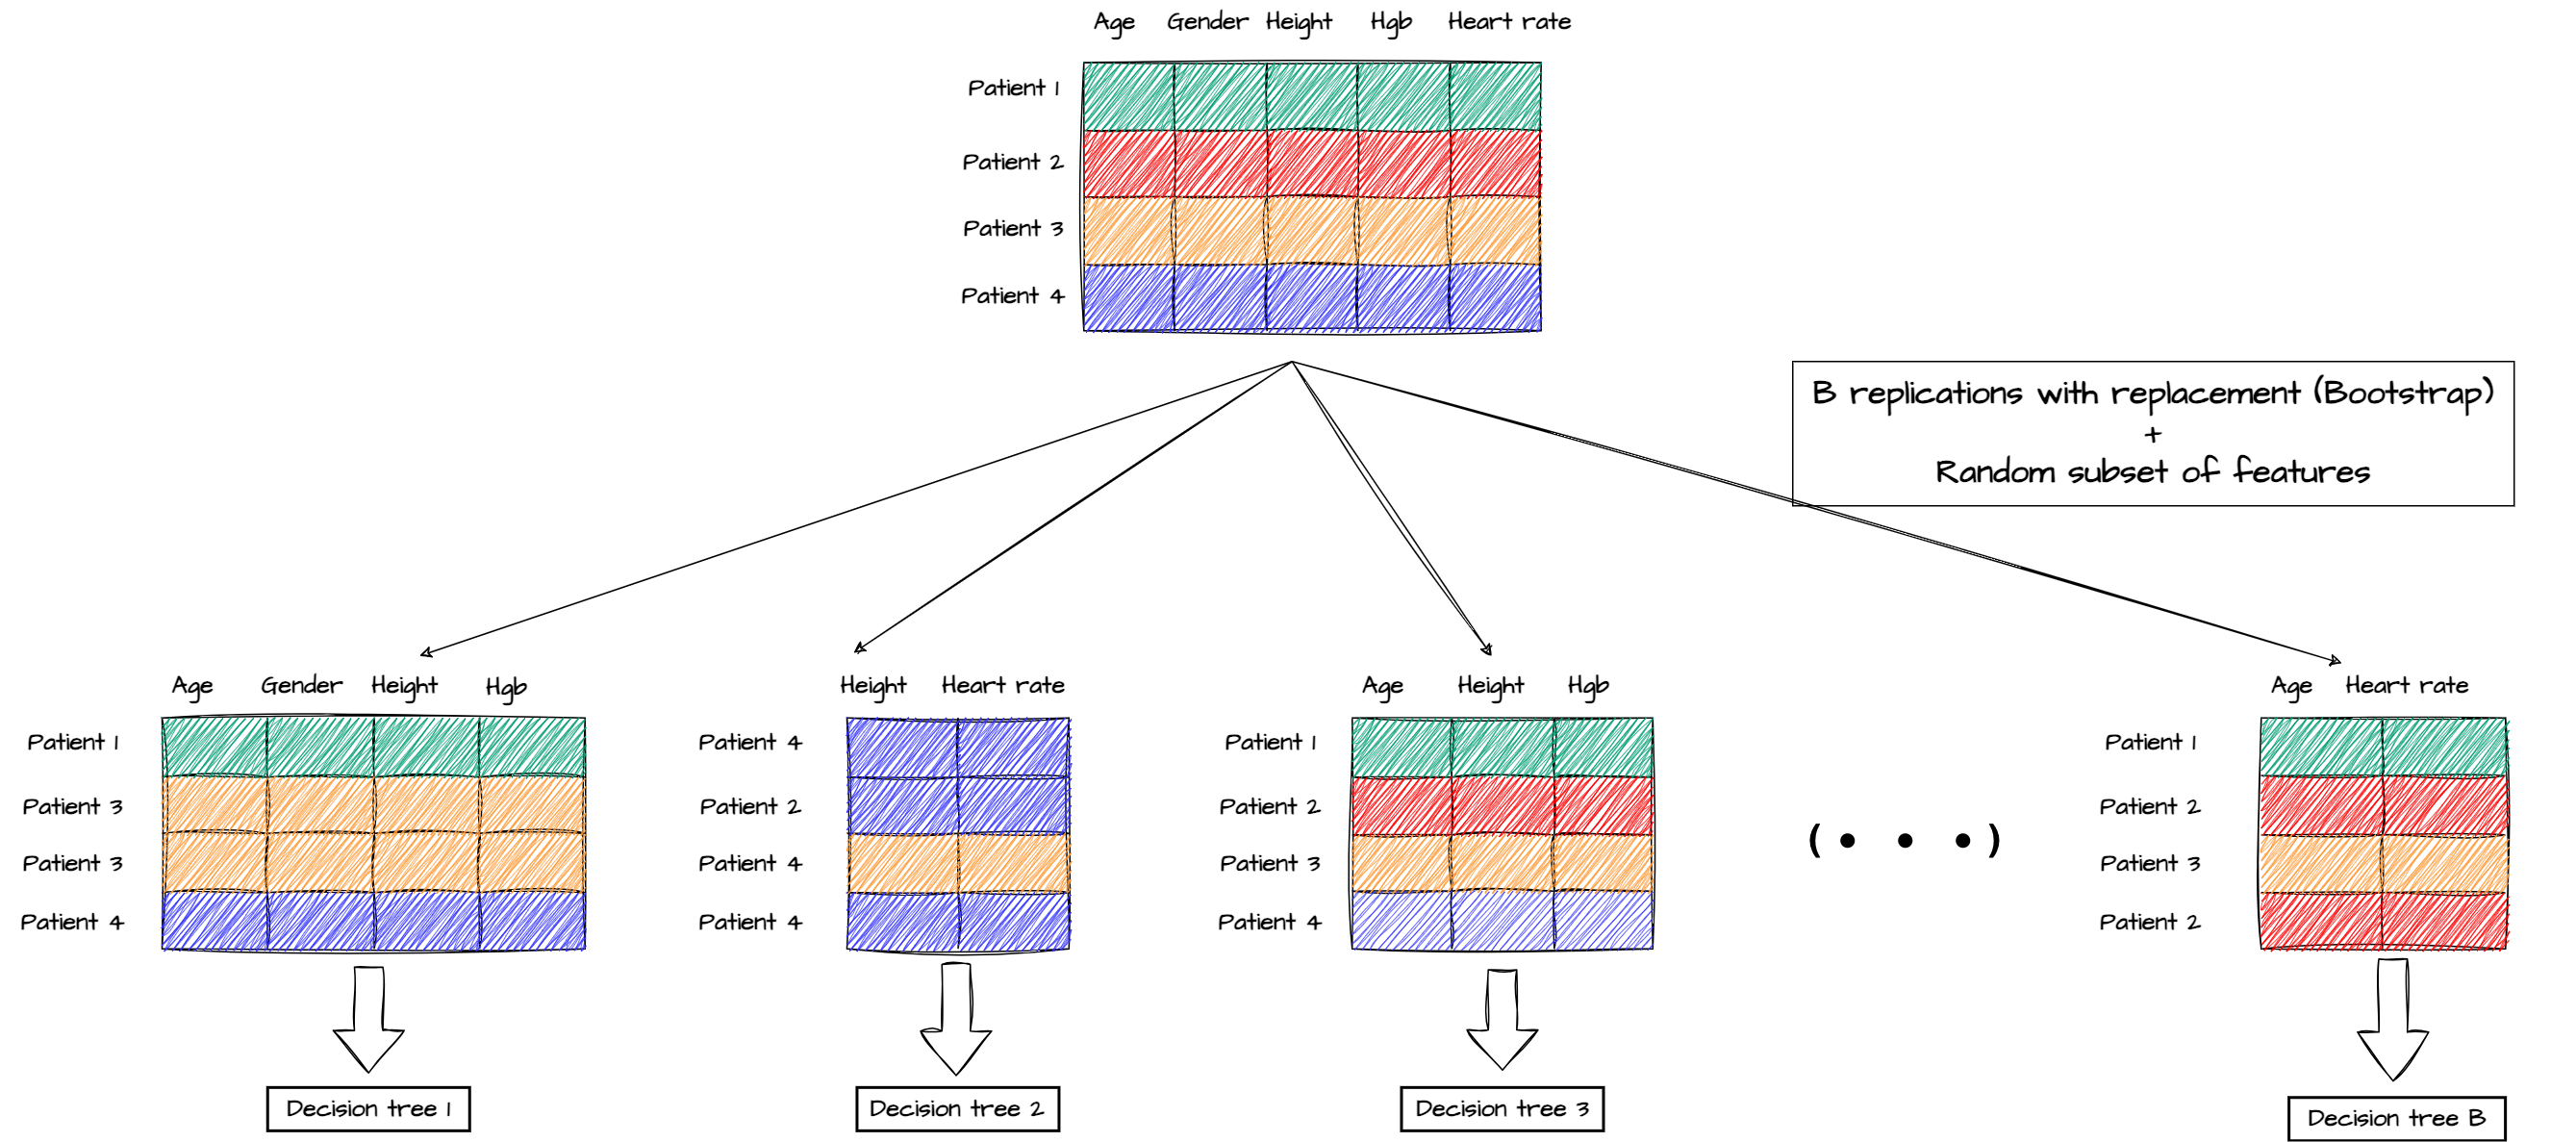 Age Gender Height Hgb Heart rate
Patient 1
Patient 2
Patient 3
Patient 4
B replications with replacement (Bootstrap)
+
Random subset of features
Age Gender Height Hgb
Patient 1
Patient 3
Patient 3
Patient 4
Decision tree 1
Height Heart rate
Patient 4
Patient 2
Patient 4
Patient 4
Decision tree 2
Age Height Hgb
Patient 1
Patient 2
Patient 3
Patient 4
Decision tree 3
( • • • )
Age Heart rate
Patient 1
Patient 2
Patient 3
Patient 2
Decision tree B